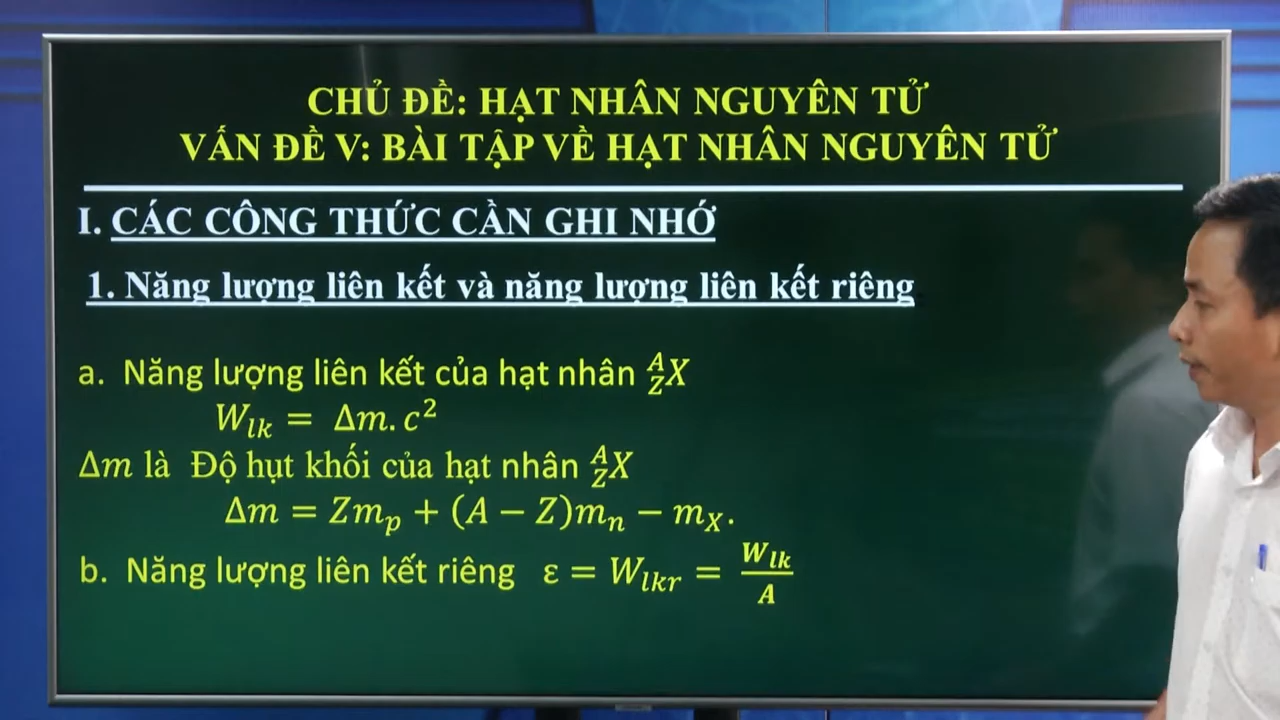 CHỦ ĐỀ: HẠT NHÂN NGUYÊN TỬ
VẤN ĐỀ V: BÀI TẬP VỀ HẠT NHÂN NGUYÊN TỬ
I. CÁC CÔNG THỨC CẦN GHI NHỚ
1. Năng lượng liên kết và năng lượng liên kết riêng
a. Năng lượng liên kết của hạt nhân $^{A}_{Z}X$
$W_{lk} = \Delta m.c^2$
$\Delta m$ là Độ hụt khối của hạt nhân $^{A}_{Z}X$
$\Delta m = Zm_p + (A - Z)m_n - m_X.$
b. Năng lượng liên kết riêng $\varepsilon = W_{lkr} = \frac{W_{lk}}{A}$